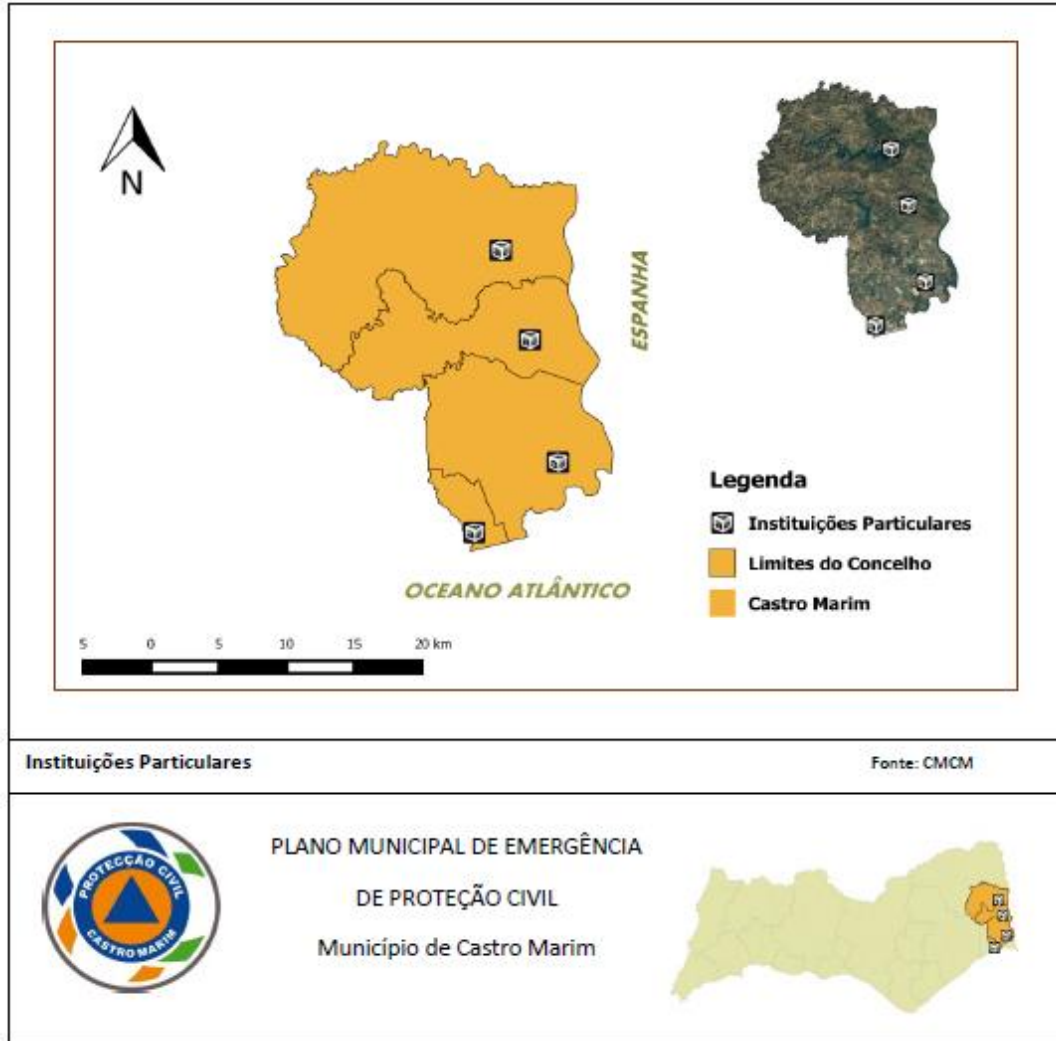 N
ESPANHA
OCEANO ATLÂNTICO
Legenda
Instituições Particulares
Limites do Concelho
Castro Marim
5 0 5 10 15 20 km
Instituições Particulares
Fonte: CMCM
PROTECÇÃO CIVIL
CASTRO MARIM
PLANO MUNICIPAL DE EMERGÊNCIA
DE PROTEÇÃO CIVIL
Município de Castro Marim